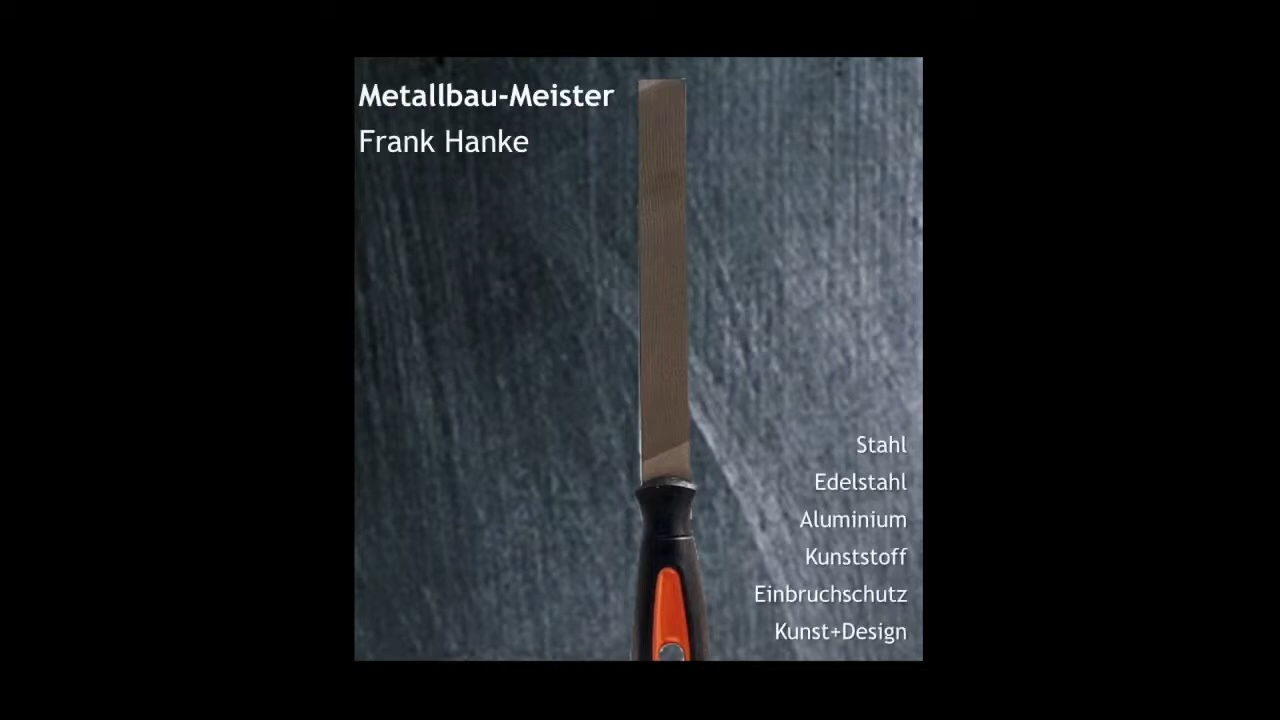 Metallbau-Meister
Frank Hanke
Stahl
Edelstahl
Aluminium
Kunststoff
Einbruchschutz
Kunst+Design